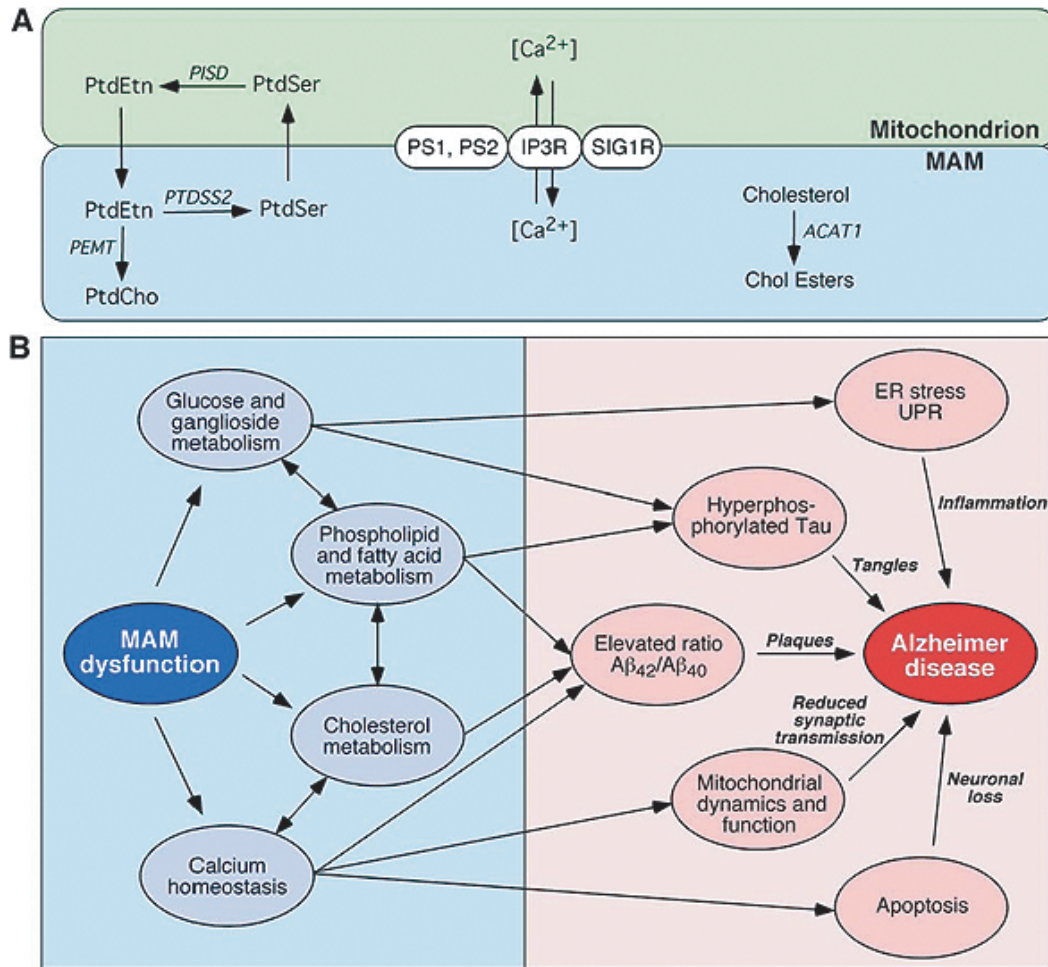 A
[Ca2+]
PtdEtn
PISD
PtdSer
PS1, PS2
IP3R
SIG1R
Mitochondrion
MAM
PtdEtn
PTDSS2
PtdSer
[Ca2+]
Cholesterol
PEMT
ACAT1
PtdCho
Chol Esters
B
Glucose and
ganglioside
metabolism
ER stress
UPR
Phospholipid
and fatty acid
metabolism
Hyperphos-
phorylated Tau
Inflammation
Tangles
MAM
dysfunction
Elevated ratio
Aβ42/Aβ40
Plaques
Alzheimer
disease
Cholesterol
metabolism
Reduced
synaptic
transmission
Mitochondrial
dynamics and
function
Neuronal
loss
Calcium
homeostasis
Apoptosis